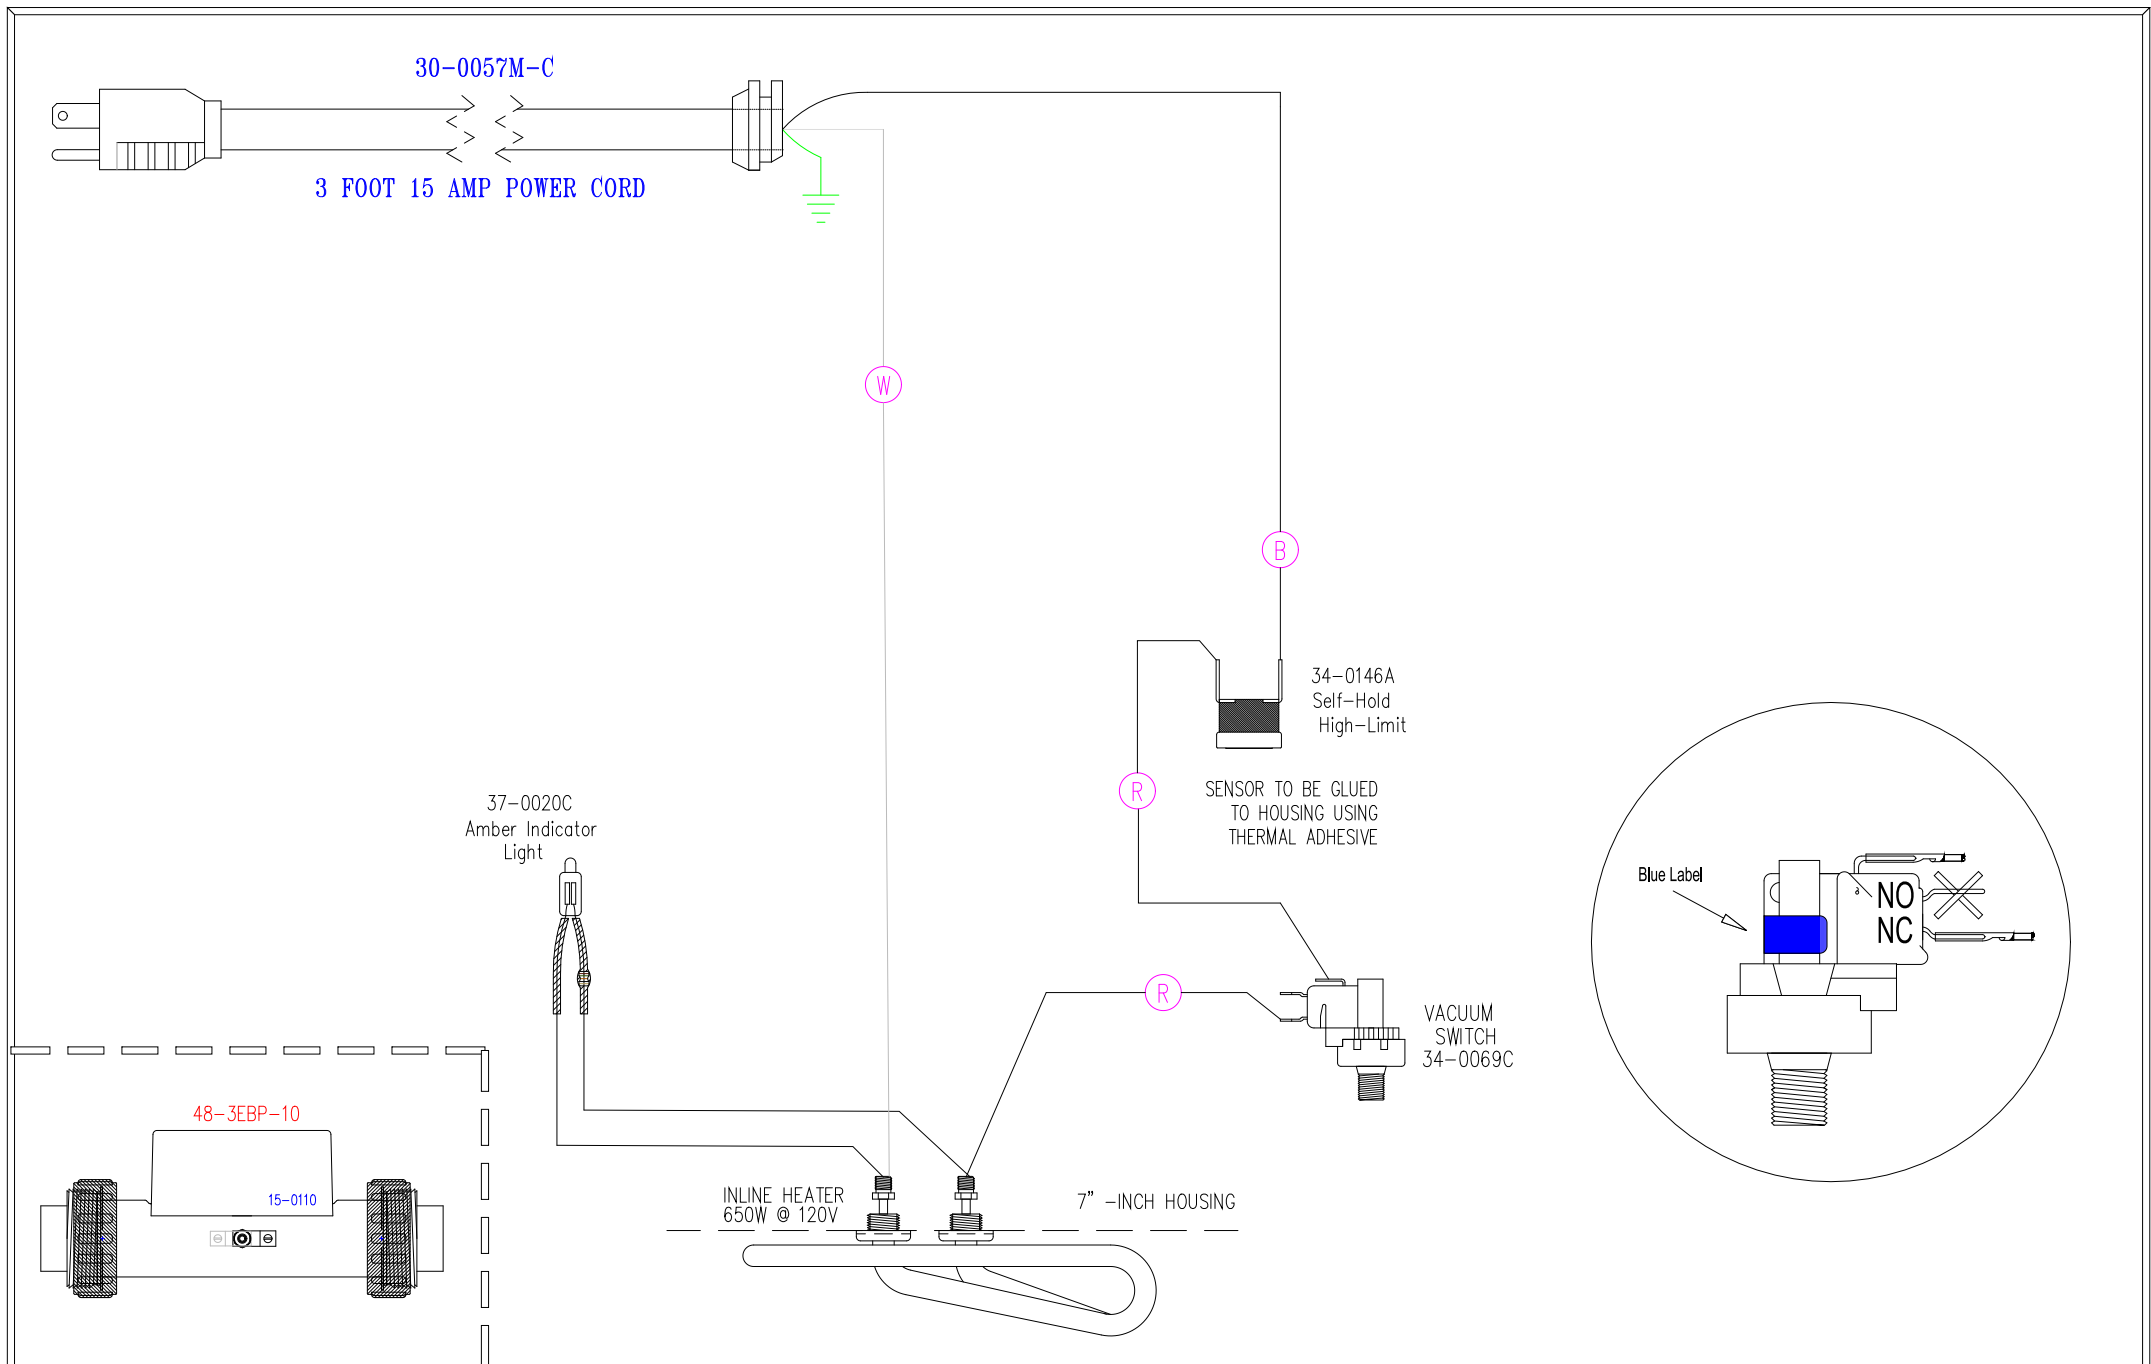 30-0057M-C
3 FOOT 15 AMP POWER CORD
W
B
34-0146A
Self-Hold
High-Limit
R
SENSOR TO BE GLUED
TO HOUSING USING
THERMAL ADHESIVE
37-0020C
Amber Indicator
Light
Blue Label
NO
NC
R
VACUUM
SWITCH
34-0069C
48-3EBP-10
15-0110
INLINE HEATER
650W @ 120V
7" -INCH HOUSING